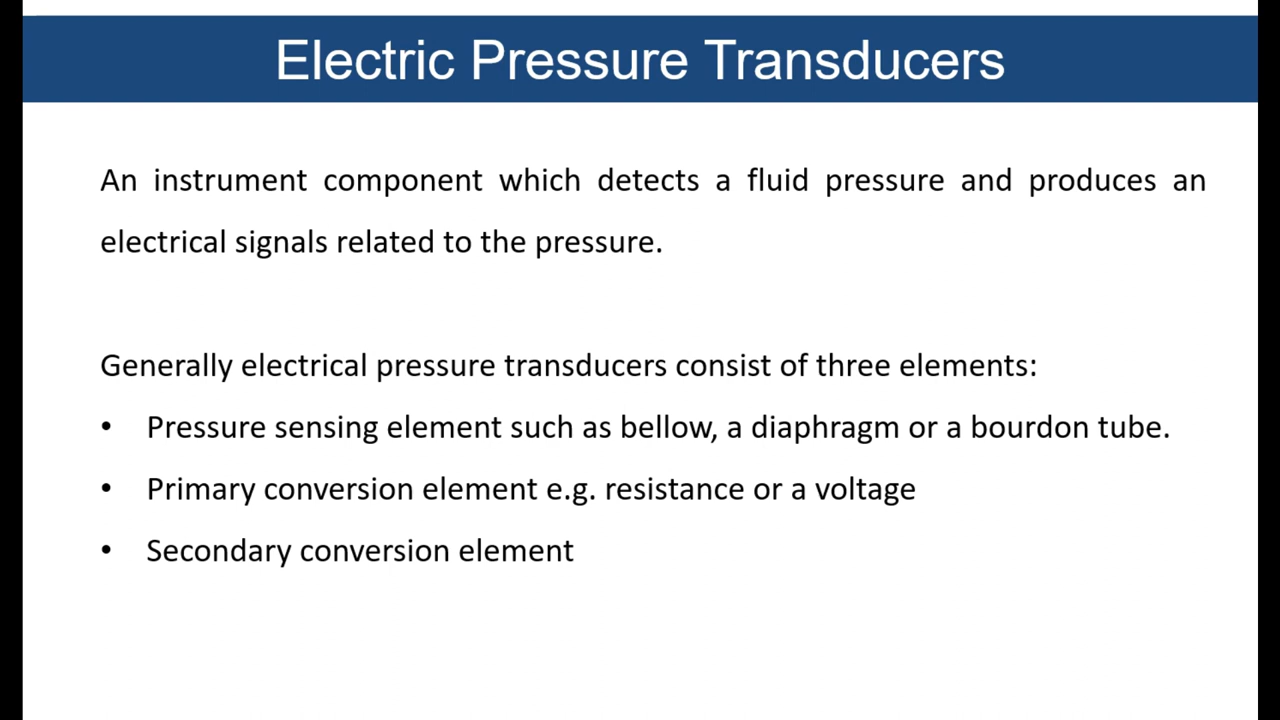 Electric Pressure Transducers
An instrument component which detects a fluid pressure and produces an
electrical signals related to the pressure.
Generally electrical pressure transducers consist of three elements:
• Pressure sensing element such as bellow, a diaphragm or a bourdon tube.
• Primary conversion element e.g. resistance or a voltage
• Secondary conversion element